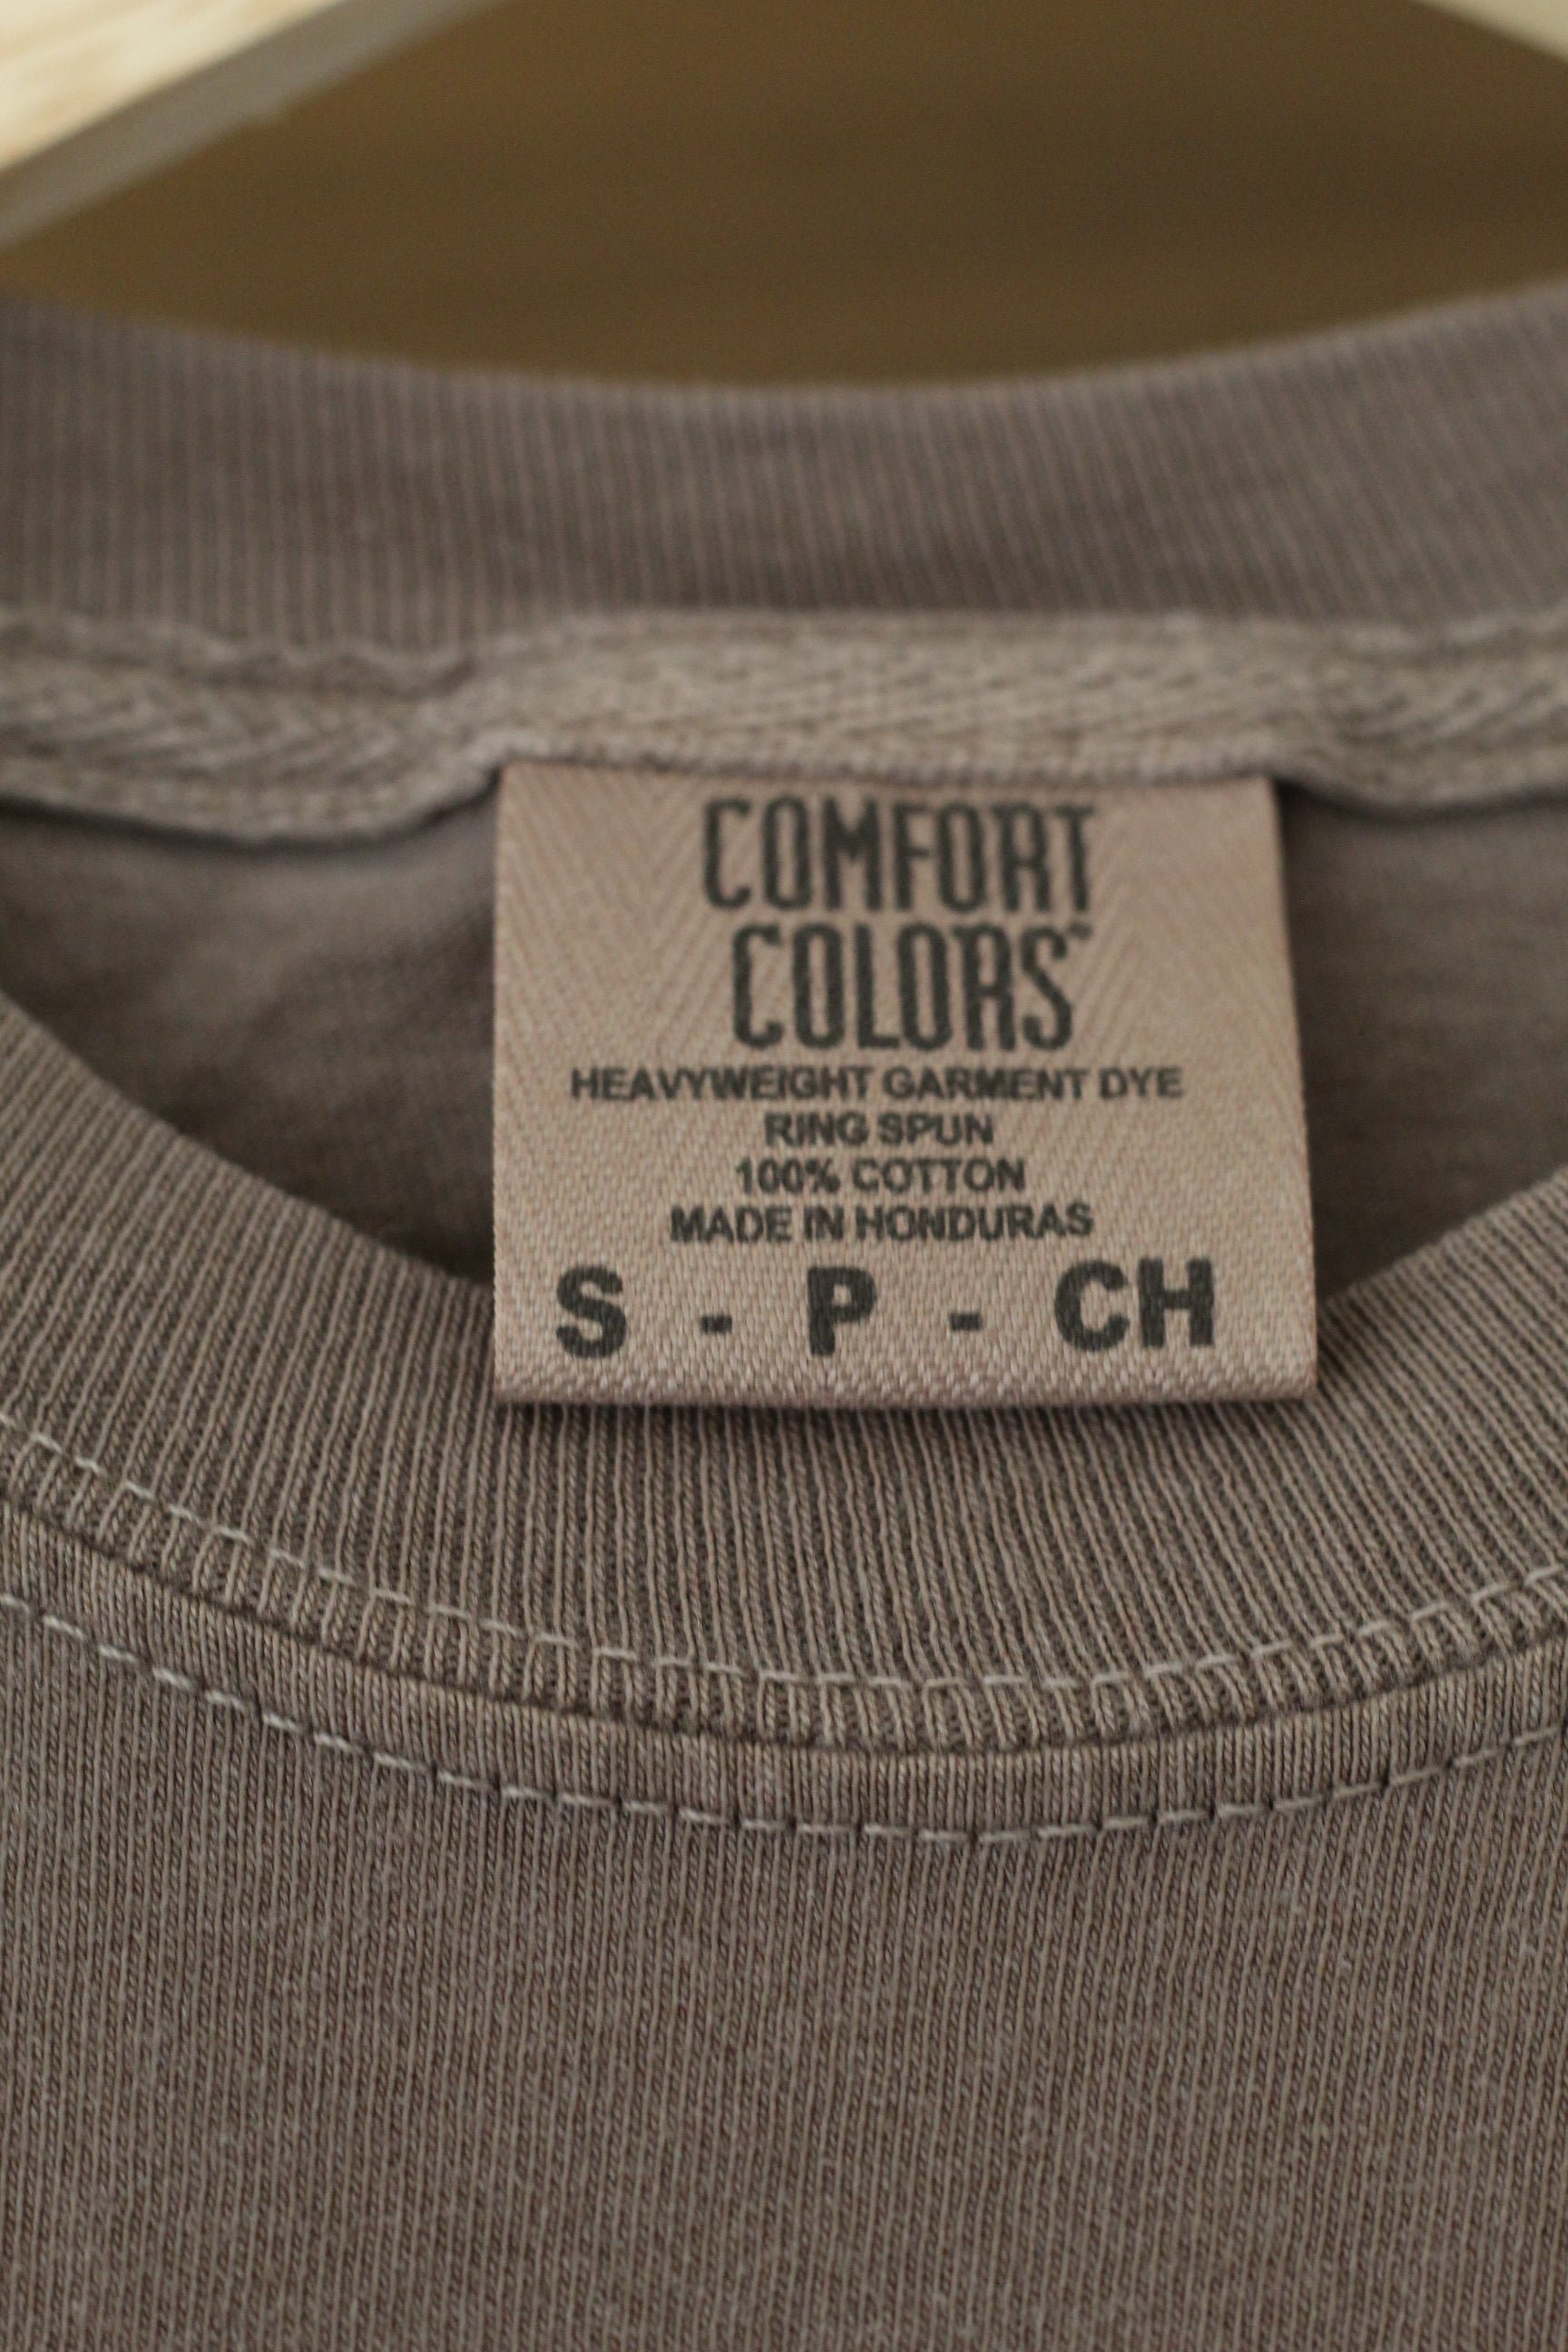 COMFORT
COLORS
HEAVYWEIGHT GARMENT DYE
RING SPUN
100% COTTON
MADE IN HONDURAS
S - P - CH